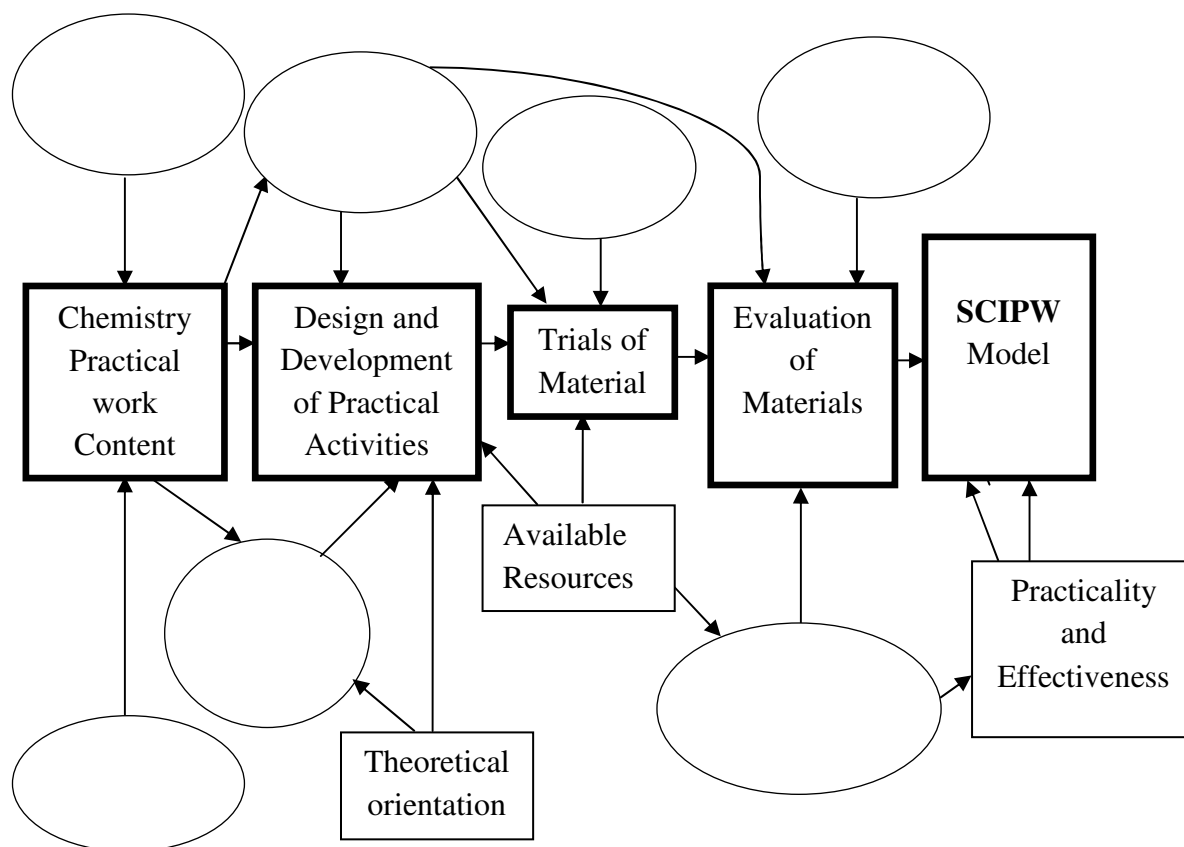 Chemistry
Practical
work
Content
Design and
Development
of Practical
Activities
Trials of
Material
Evaluation
of
Materials
SCIPW
Model
Available
Resources
Practicality
and
Effectiveness
Theoretical
orientation